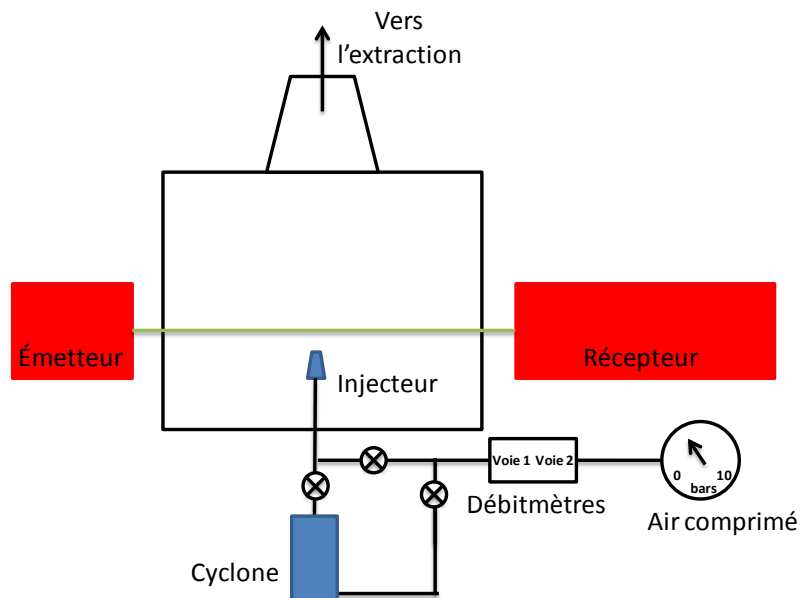 Vers
l’extraction
Émetteur
Récepteur
Injecteur
Voie 1 Voie 2
0 10
bars
Débitmètres
Air comprimé
Cyclone